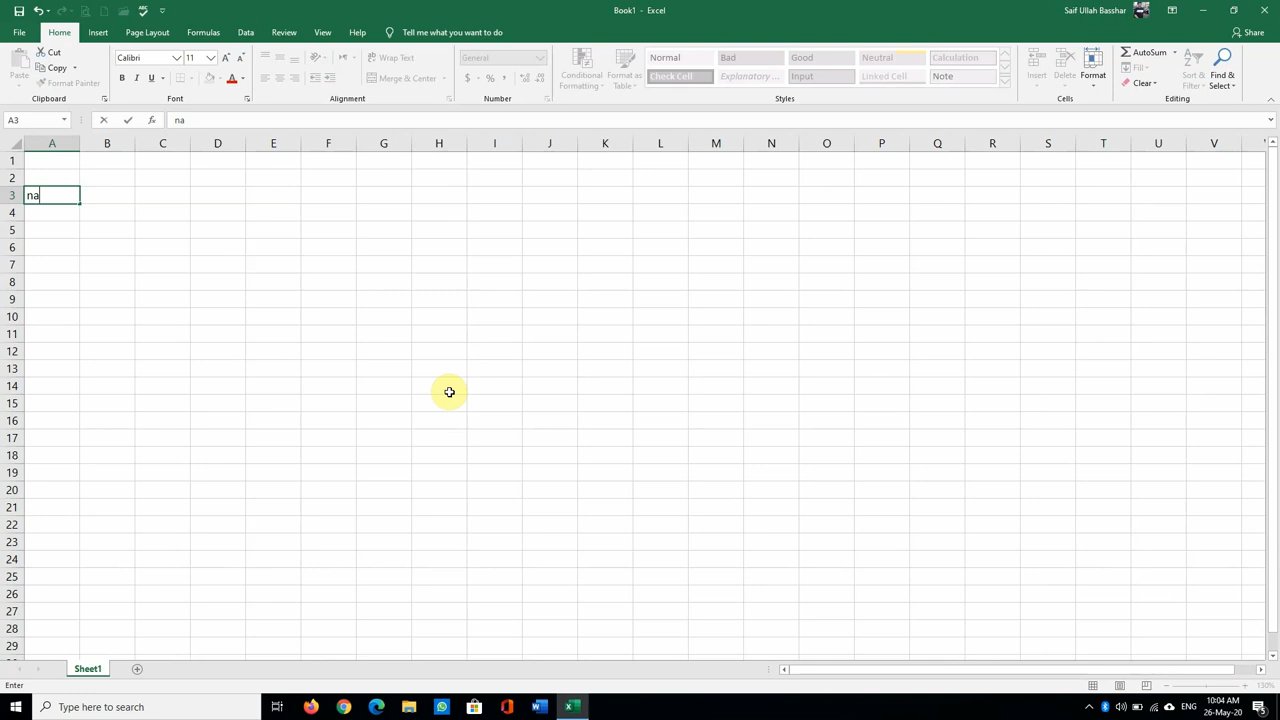 Book1 - Excel
Saif Ullah Basshar
File Home Insert Page Layout Formulas Data Review View Help Tell me what you want to do Share
Paste
Cut
Copy
Format Painter
Clipboard
Calibri 11
B I U
Font
Wrap Text
Merge & Center
Alignment
General
$ % ,
Number
Conditional Formatting
Format as Table
Normal Bad Good Neutral Calculation
Check Cell Explanatory ... Input Linked Cell Note
Styles
Insert Delete Format
Cells
AutoSum
Fill
Clear
Sort & Filter
Find & Select
Editing
A3 fx na
A B C D E F G H I J K L M N O P Q R S T U V
1
2
3 na
4
5
6
7
8
9
10
11
12
13
14
15
16
17
18
19
20
21
22
23
24
25
26
27
28
29
Sheet1
Enter 130%
Type here to search
ENG
10:04 AM
26-May-20